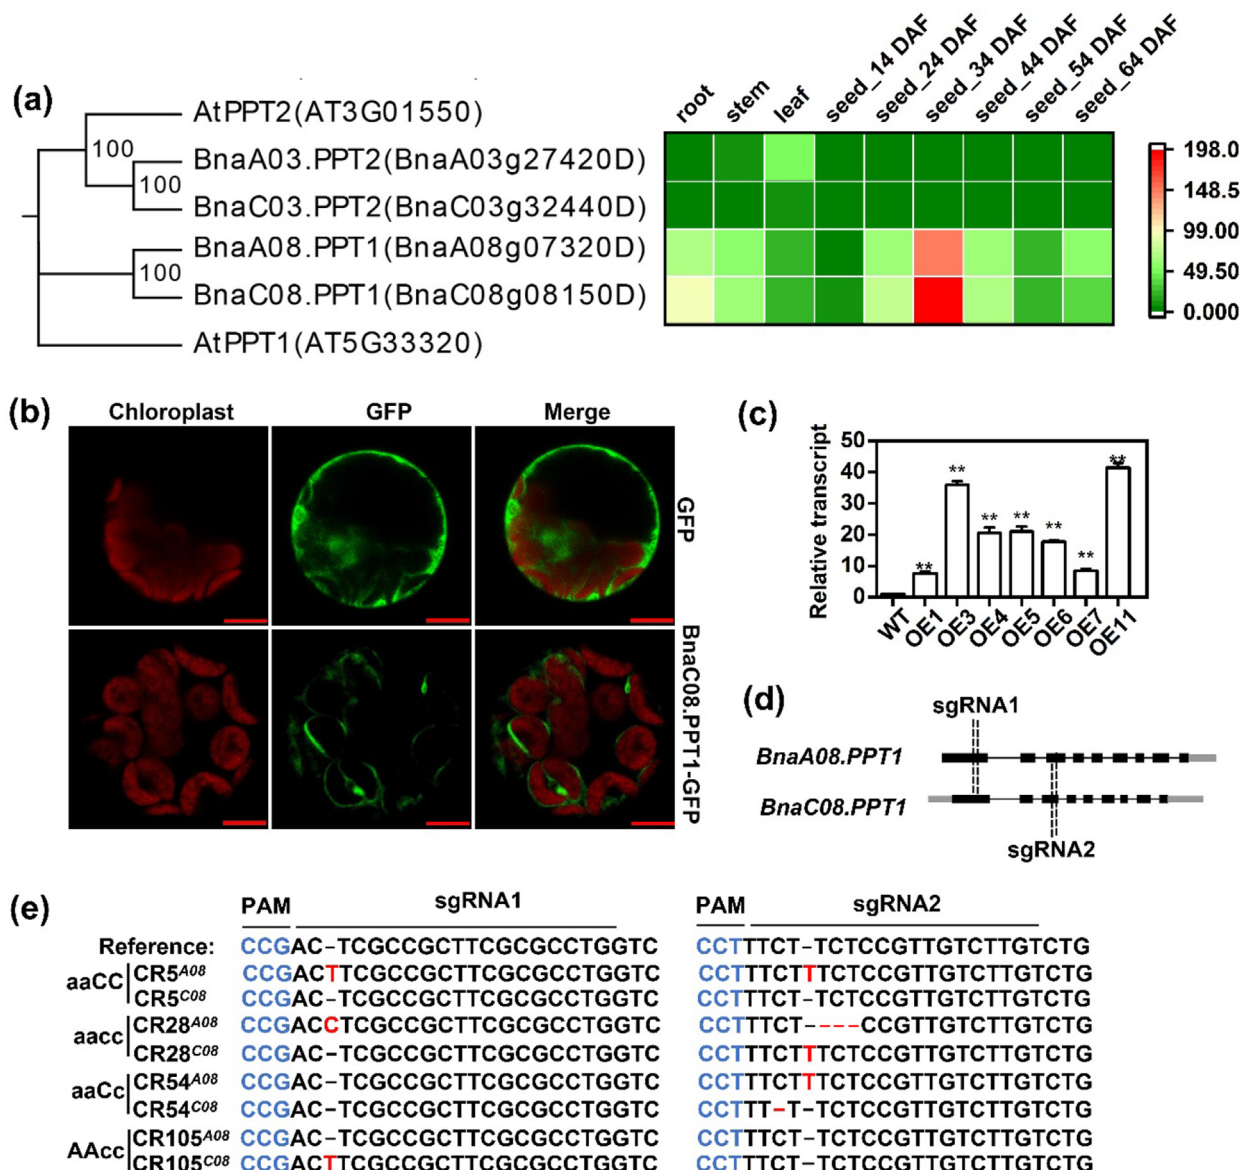 (a)
root stem leaf seed_14 DAF seed_24 DAF seed_34 DAF seed_44 DAF seed_54 DAF seed_64 DAF
AtPPT2(AT3G01550)
100
BnaA03.PPT2(BnaA03g27420D)
100
BnaC03.PPT2(BnaC03g32440D)
BnaA08.PPT1(BnaA08g07320D)
100
BnaC08.PPT1(BnaC08g08150D)
AtPPT1(AT5G33320)
198.0
148.5
99.00
49.50
0.000
(b)
Chloroplast GFP Merge
GFP
BnaC08.PPT1-GFP
(c)
Relative transcript
50
40
30
20
10
0
** ** ** ** ** ** **
WT OE1 OE3 OE4 OE5 OE6 OE7 OE11
(d)
sgRNA1
BnaA08.PPT1
BnaC08.PPT1
sgRNA2
(e)
PAM sgRNA1 PAM sgRNA2
Reference: CCGAC-TCGCCGCTTCGCGCCTGGTC CCTTTCT-TCTCCGTTGTCTTGTCTG
aaCc CR5A08 CCGACTTCGCCGCTTCGCGCCTGGTC CCTTTCTTTCTCCGTTGTCTTGTCTG
CR5C08 CCGAC-TCGCCGCTTCGCGCCTGGTC CCTTTCT-TCTCCGTTGTCTTGTCTG
aacc CR28A08 CCGACCTCGCCGCTTCGCGCCTGGTC CCTTTCT----CCGTTGTCTTGTCTG
CR28C08 CCGAC-TCGCCGCTTCGCGCCTGGTC CCTTTCTTTCTCCGTTGTCTTGTCTG
aaCc CR54A08 CCGAC-TCGCCGCTTCGCGCCTGGTC CCTTTCTTTCTCCGTTGTCTTGTCTG
CR54C08 CCGAC-TCGCCGCTTCGCGCCTGGTC CCTTT-T-TCTCCGTTGTCTTGTCTG
AAcc CR105A08 CCGAC-TCGCCGCTTCGCGCCTGGTC CCTTTCT-TCTCCGTTGTCTTGTCTG
CR105C08 CCGACTTCGCCGCTTCGCGCCTGGTC CCTTTCT-TCTCCGTTGTCTTGTCTG